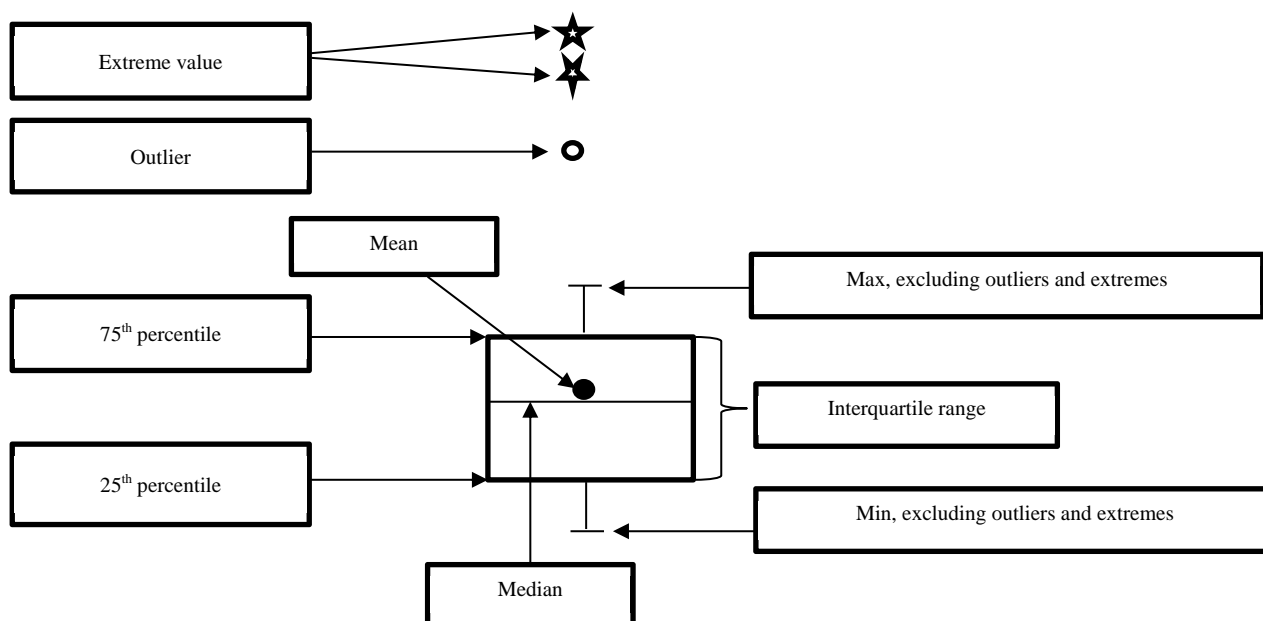 Extreme value
Outlier
Mean
Max, excluding outliers and extremes
75th percentile
Interquartile range
25th percentile
Min, excluding outliers and extremes
Median